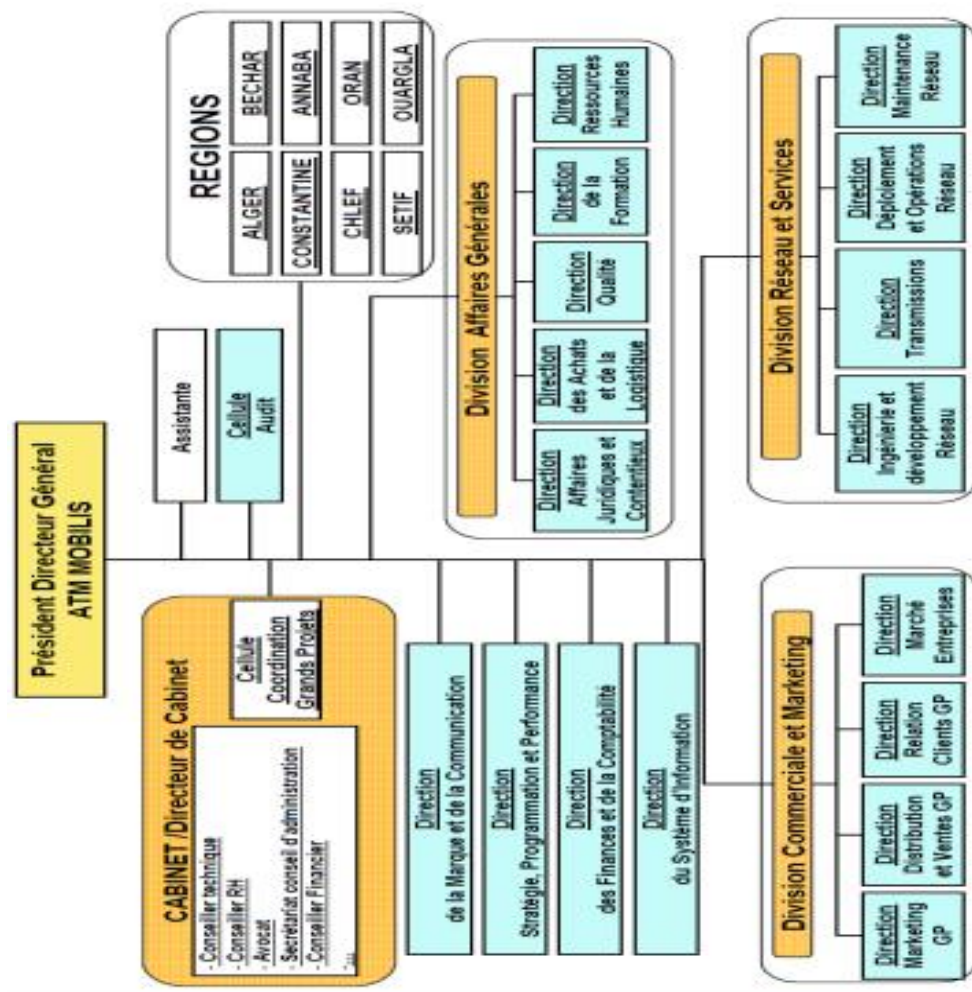 Président Directeur Général
ATM MOBILIS
CABINET /Directeur de Cabinet
- Conseiller technique
- Conseiller RH
- Avocat
- Secrétariat conseil d'administration
- Conseiller Financier
- ...
Cellule
Coordination
Grands Projets
Assistante
Cellule
Audit
REGIONS
ALGER
BECHAR
CONSTANTINE
ANNABA
CHLEF
ORAN
SETIF
OUARGLA
Direction
de la Marque et de la Communication
Direction
Stratégie, Programmation et Performance
Direction
des Finances et de la Comptabilité
Direction
du Système d'Information
Division Affaires Générales
Direction
Affaires
Juridiques et
Contentieux
Direction
des Achats
et de la
Logistique
Direction
Qualité
Direction
de la
Formation
Direction
Ressources
Humaines
Division Commerciale et Marketing
Direction
Marketing
GP
Direction
Distribution
et Ventes GP
Direction
Relation
Clients GP
Direction
Marché
Entreprises
Division Réseau et Services
Direction
Ingénierie et
développement
Réseau
Direction
Transmissions
Direction
Déploiement
et Opérations
Réseau
Direction
Maintenance
Réseau